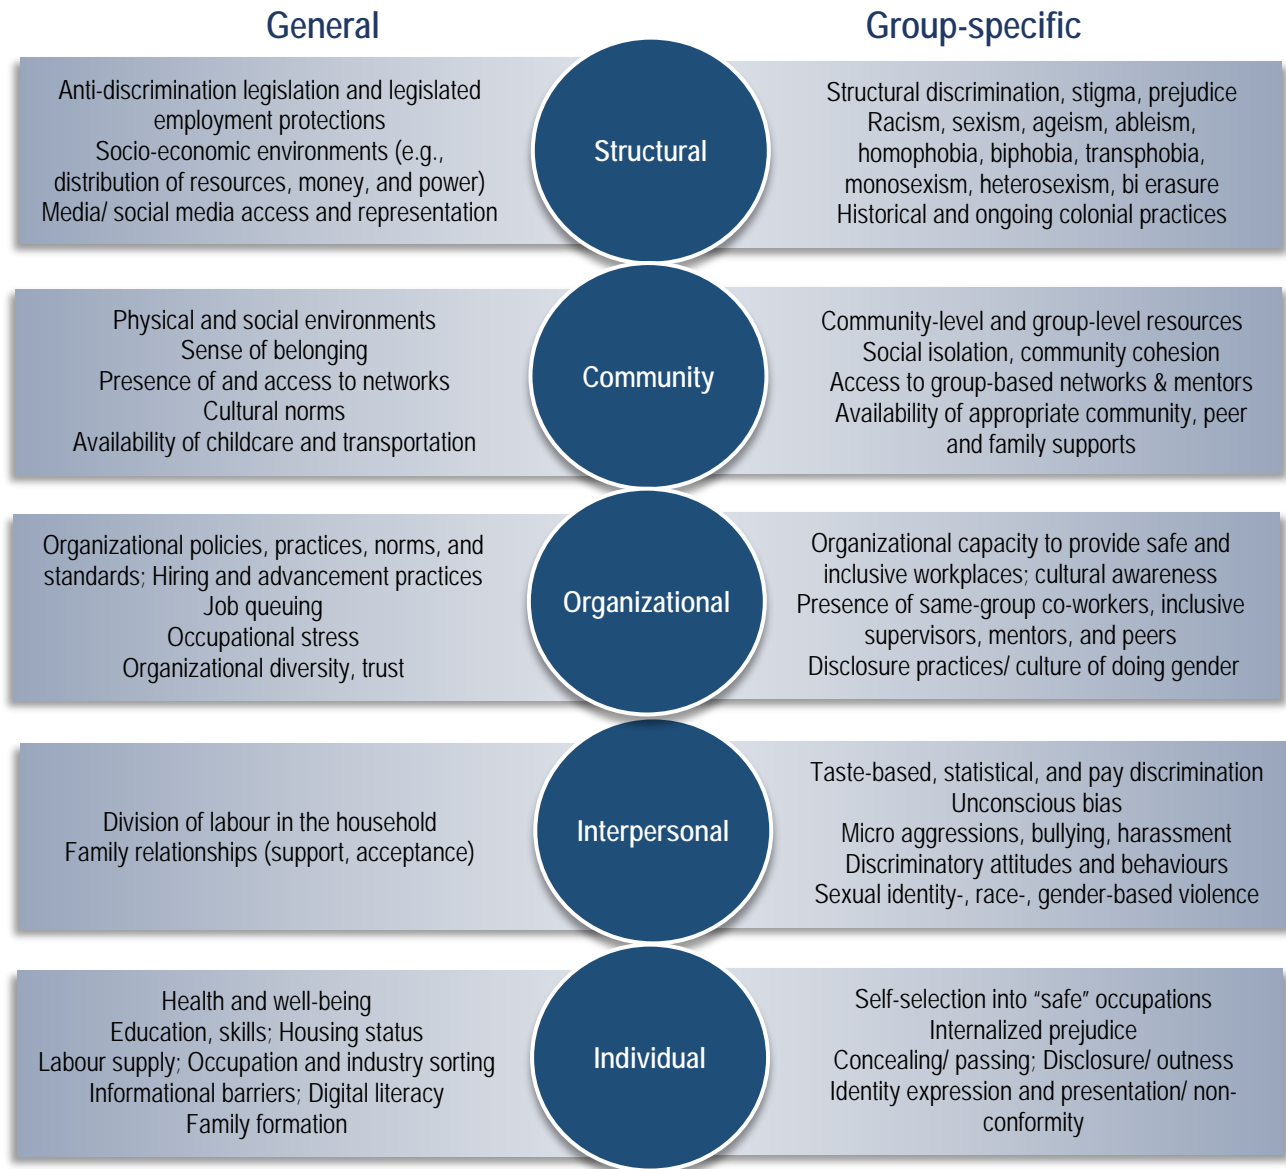 General
Group-specific
Anti-discrimination legislation and legislated
employment protections
Socio-economic environments (e.g.,
distribution of resources, money, and power)
Media/ social media access and representation
Structural
Structural discrimination, stigma, prejudice
Racism, sexism, ageism, ableism,
homophobia, biphobia, transphobia,
monosexism, heterosexism, bi erasure
Historical and ongoing colonial practices
Physical and social environments
Sense of belonging
Presence of and access to networks
Cultural norms
Availability of childcare and transportation
Community
Community-level and group-level resources
Social isolation, community cohesion
Access to group-based networks & mentors
Availability of appropriate community, peer
and family supports
Organizational policies, practices, norms, and
standards; Hiring and advancement practices
Job queuing
Occupational stress
Organizational diversity, trust
Organizational
Organizational capacity to provide safe and
inclusive workplaces; cultural awareness
Presence of same-group co-workers, inclusive
supervisors, mentors, and peers
Disclosure practices/ culture of doing gender
Division of labour in the household
Family relationships (support, acceptance)
Interpersonal
Taste-based, statistical, and pay discrimination
Unconscious bias
Micro aggressions, bullying, harassment
Discriminatory attitudes and behaviours
Sexual identity-, race-, gender-based violence
Health and well-being
Education, skills; Housing status
Labour supply; Occupation and industry sorting
Informational barriers; Digital literacy
Family formation
Individual
Self-selection into “safe” occupations
Internalized prejudice
Concealing/ passing; Disclosure/ outness
Identity expression and presentation/ non-
conformity